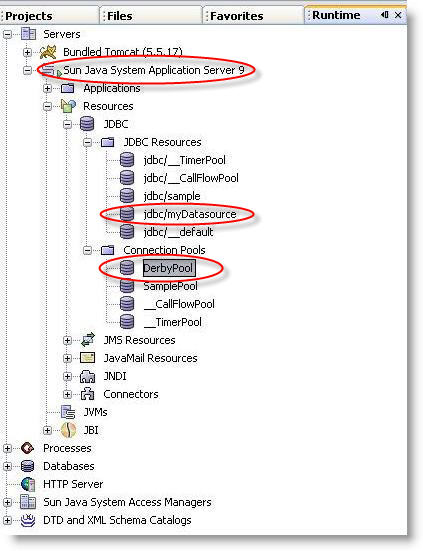 Projects Files Favorites Runtime
Servers
Bundled Tomcat (5.5.17)
Sun Java System Application Server 9
Applications
Resources
JDBC
JDBC Resources
jdbc/__TimerPool
jdbc/__CallFlowPool
jdbc/sample
jdbc/myDatasource
jdbc/__default
Connection Pools
DerbyPool
SamplePool
__CallFlowPool
__TimerPool
JMS Resources
JavaMail Resources
JNDI
Connectors
JVMs
JBI
Processes
Databases
HTTP Server
Sun Java System Access Managers
DTD and XML Schema Catalogs